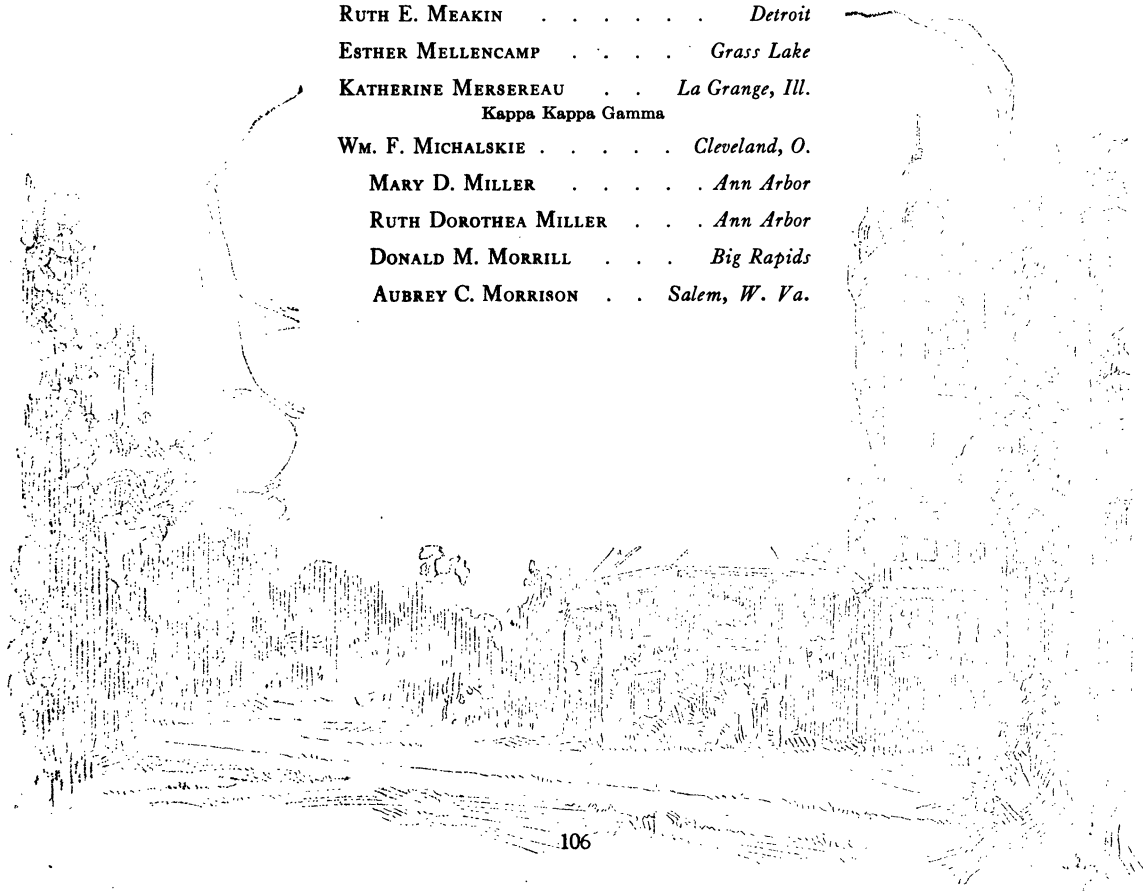 RUTH E. MEAKIN . . . . . . Detroit
ESTHER MELLENCAMP . . . . Grass Lake
KATHERINE MERSEREAU . . La Grange, Ill.
Kappa Kappa Gamma
WM. F. MICHALSKIE . . . . . Cleveland, O.
MARY D. MILLER . . . . . Ann Arbor
RUTH DOROTHEA MILLER . . . Ann Arbor
DONALD M. MORRILL . . . Big Rapids
AUBREY C. MORRISON . . Salem, W. Va.
106